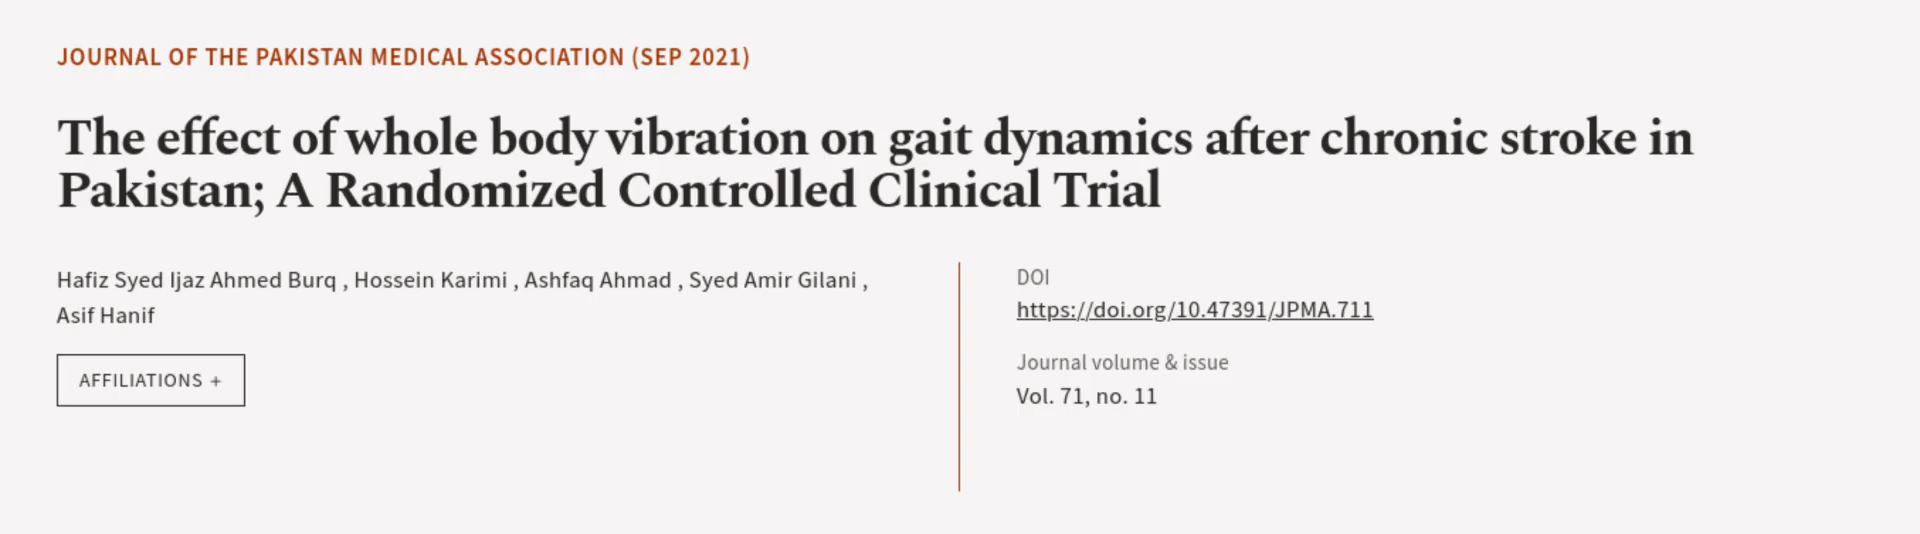 JOURNAL OF THE PAKISTAN MEDICAL ASSOCIATION (SEP 2021)
The effect of whole body vibration on gait dynamics after chronic stroke in
Pakistan; A Randomized Controlled Clinical Trial
Hafiz Syed Ijaz Ahmed Burq , Hossein Karimi , Ashfaq Ahmad , Syed Amir Gilani ,
Asif Hanif
AFFILIATIONS +
DOI
https://doi.org/10.47391/JPMA.711
Journal volume & issue
Vol. 71, no. 11